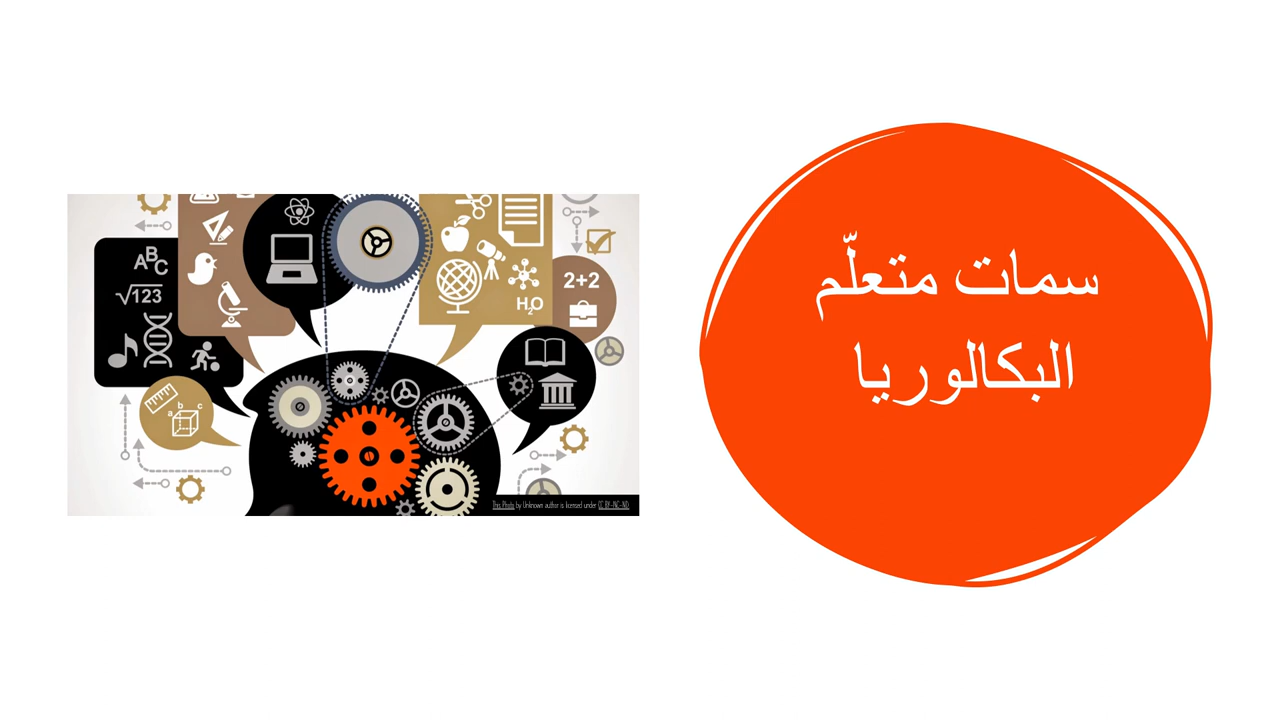 سمات متعلّم
البكالوريا
ABC
√123
2+2
H₂O
a b c
This Photo by Unknown author is licensed under CC BY-NC-ND.